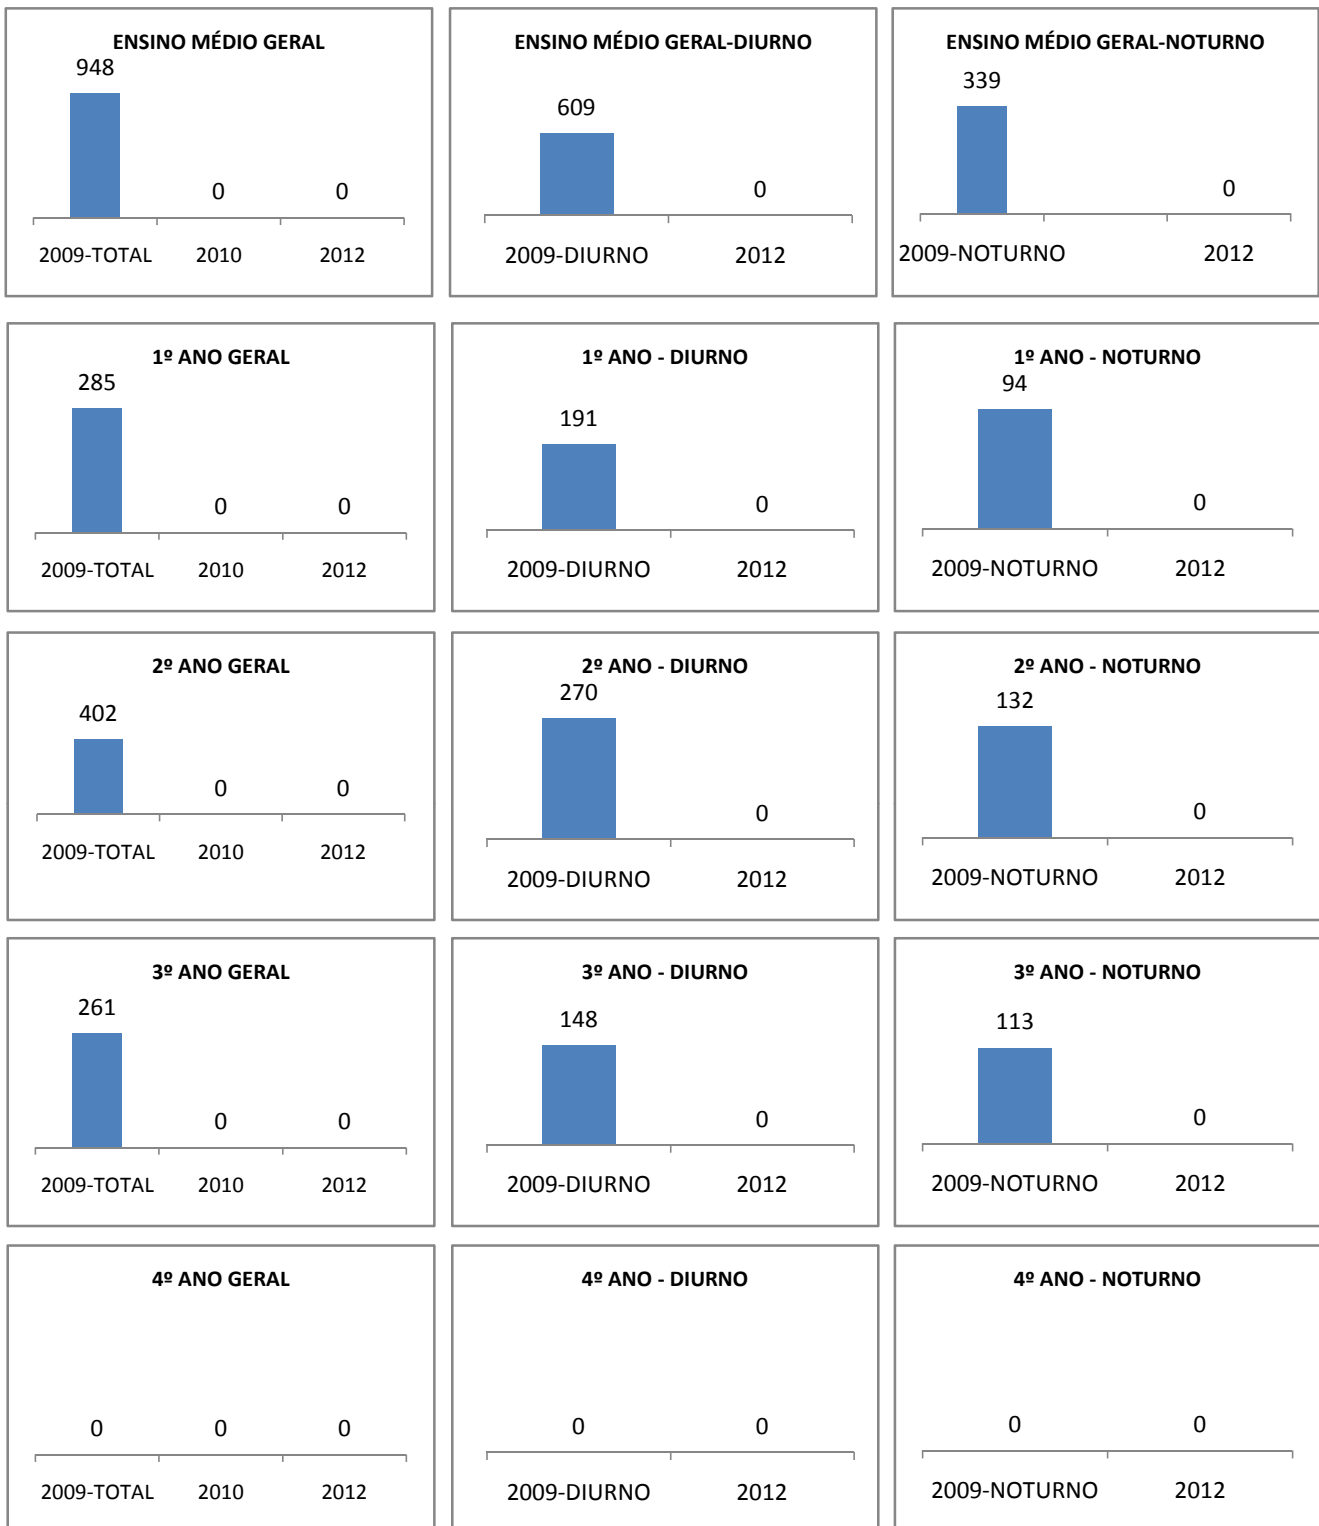 ENSINO MÉDIO GERAL
948
0
0
2009-TOTAL 2010 2012
ENSINO MÉDIO GERAL-DIURNO
609
0
2009-DIURNO 2012
ENSINO MÉDIO GERAL-NOTURNO
339
0
2009-NOTURNO 2012
1º ANO GERAL
285
0 0
2009-TOTAL 2010 2012
1º ANO - DIURNO
191
0
2009-DIURNO 2012
1º ANO - NOTURNO
94
0
2009-NOTURNO 2012
2º ANO GERAL
402
0 0
2009-TOTAL 2010 2012
2º ANO - DIURNO
270
0
2009-DIURNO 2012
2º ANO - NOTURNO
132
0
2009-NOTURNO 2012
3º ANO GERAL
261
0 0
2009-TOTAL 2010 2012
3º ANO - DIURNO
148
0
2009-DIURNO 2012
3º ANO - NOTURNO
113
0
2009-NOTURNO 2012
4º ANO GERAL
0 0 0
2009-TOTAL 2010 2012
4º ANO - DIURNO
0 0
2009-DIURNO 2012
4º ANO - NOTURNO
0 0
2009-NOTURNO 2012